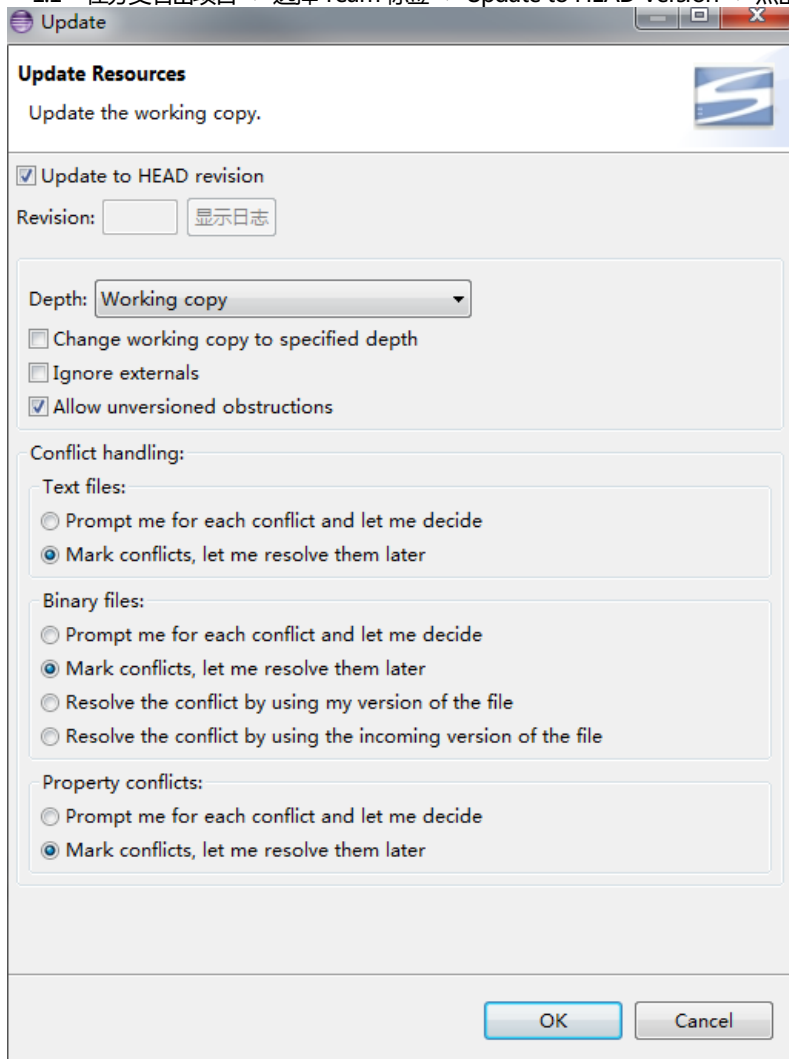 Update
Update Resources
Update the working copy.
Update to HEAD revision
Revision: 显示日志
Depth: Working copy
Change working copy to specified depth
Ignore externals
Allow unversioned obstructions
Conflict handling:
Text files:
Prompt me for each conflict and let me decide
Mark conflicts, let me resolve them later
Binary files:
Prompt me for each conflict and let me decide
Mark conflicts, let me resolve them later
Resolve the conflict by using my version of the file
Resolve the conflict by using the incoming version of the file
Property conflicts:
Prompt me for each conflict and let me decide
Mark conflicts, let me resolve them later
OK Cancel